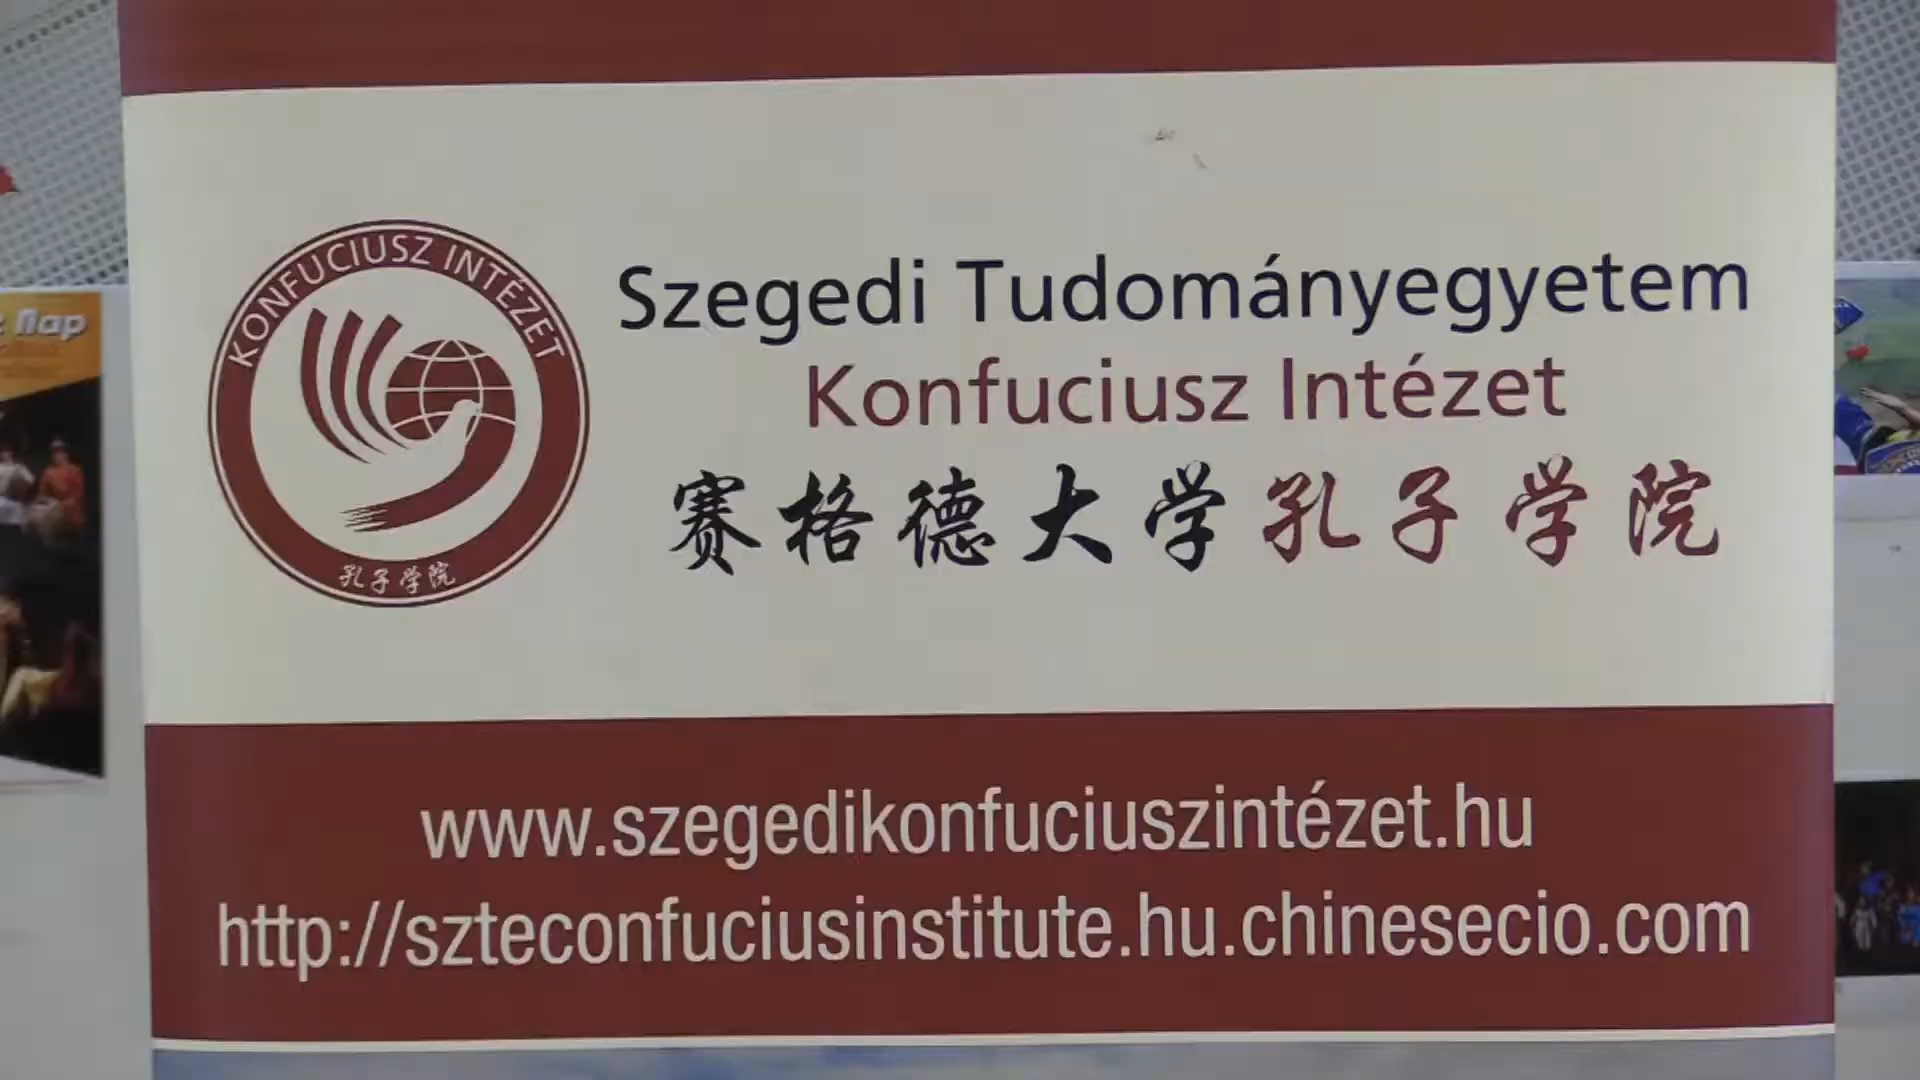 KONFUCIUSZ INTÉZET
孔子学院
Szegedi Tudományegyetem
Konfuciusz Intézet
赛格德大学孔子学院
www.szegedikonfuciuszintézet.hu
http://szteconfuciusinstitute.hu.chinesecio.com